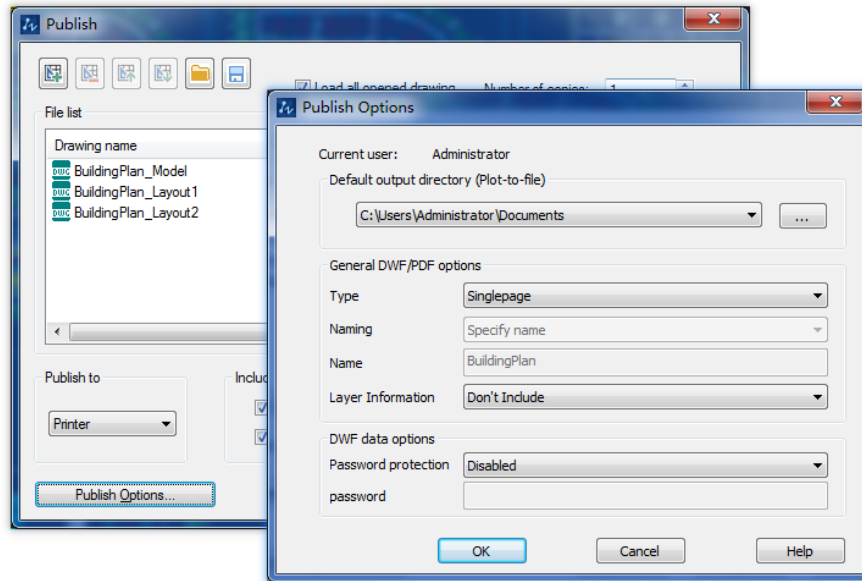 Publish
Load all opened drawing Number of copies: 1
File list
Drawing name
DWG BuildingPlan_Model
DWG BuildingPlan_Layout1
DWG BuildingPlan_Layout2
Publish to
Printer
Publish Options...
Publish Options
Current user: Administrator
Default output directory (Plot-to-file)
C:\Users\Administrator\Documents
...
General DWF/PDF options
Type Singlepage
Naming Specify name
Name BuildingPlan
Layer Information Don't Include
DWF data options
Password protection Disabled
password
OK Cancel Help